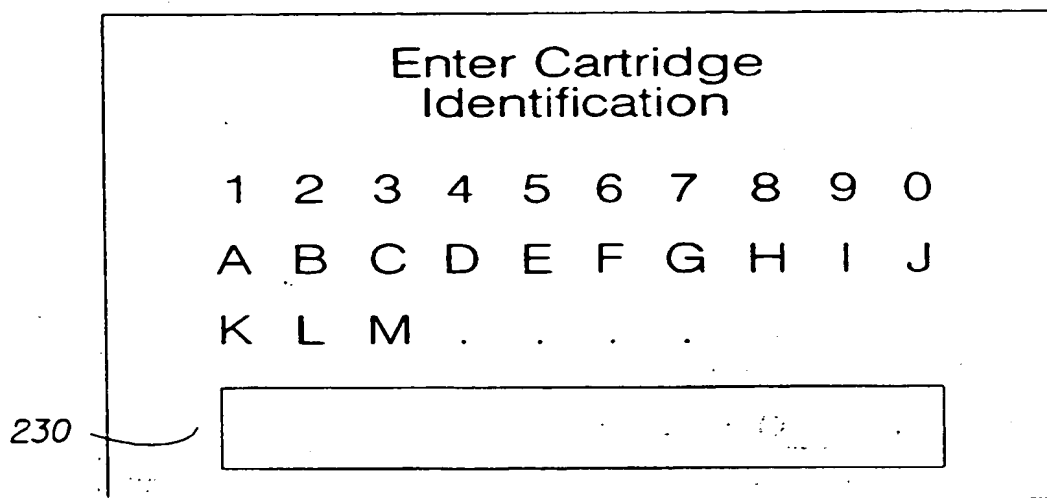 Enter Cartridge
Identification
1 2 3 4 5 6 7 8 9 0
A B C D E F G H I J
K L M . . . .
230